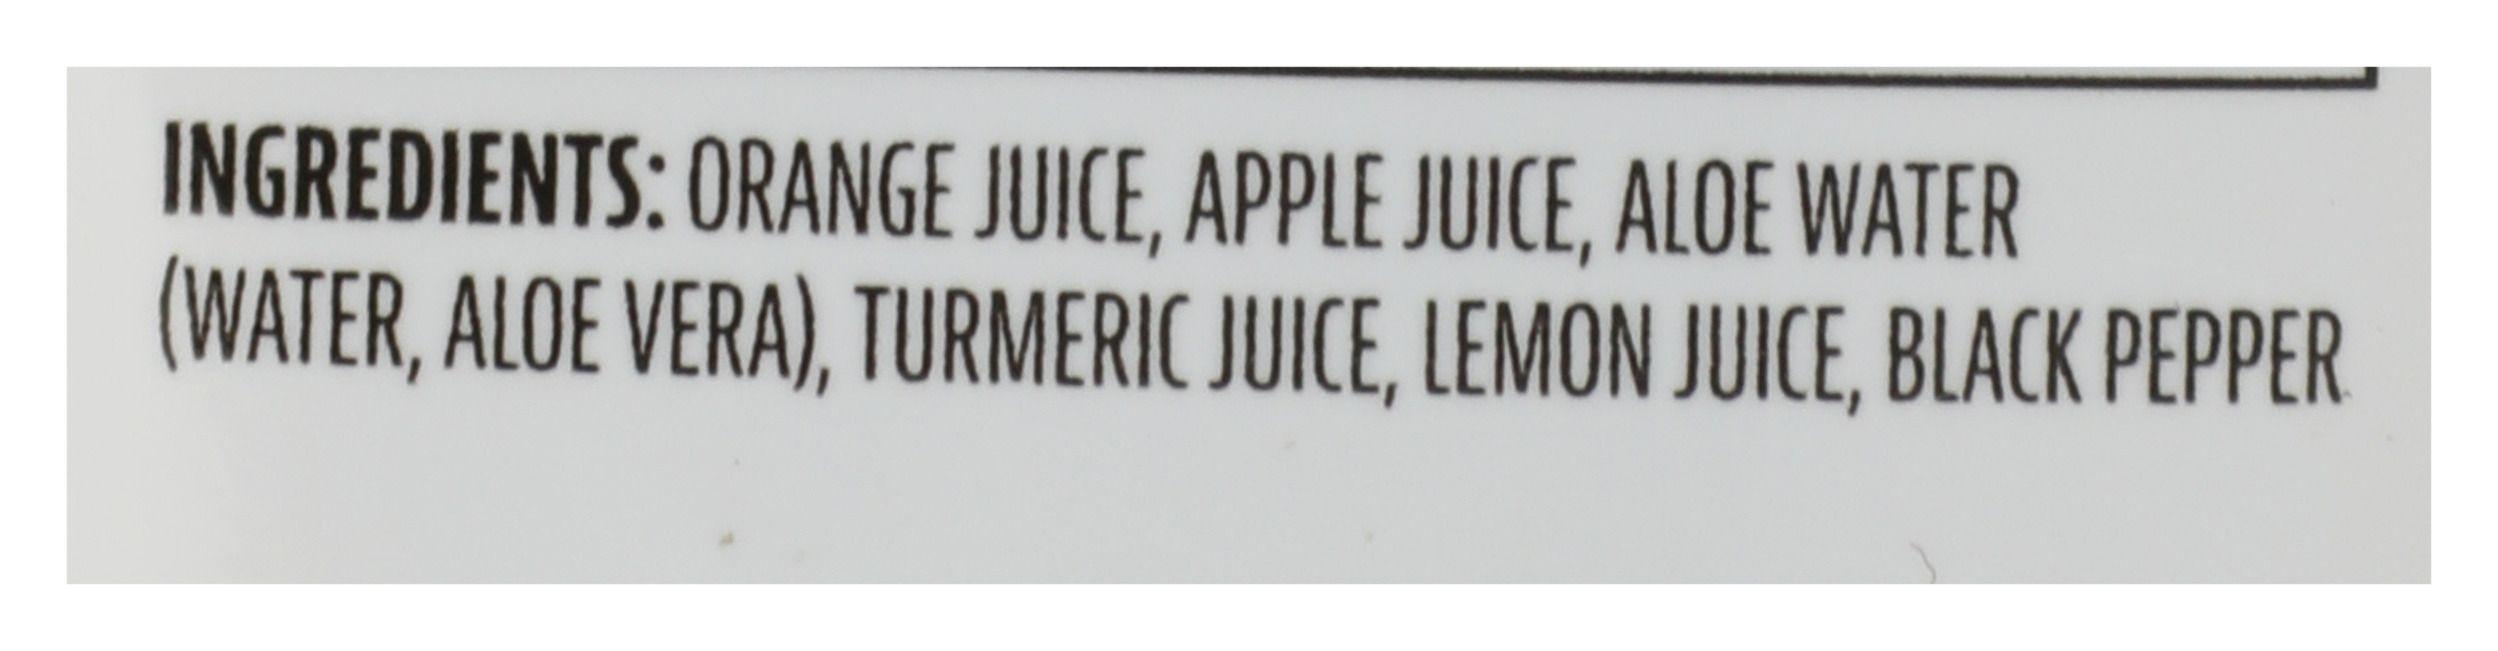 INGREDIENTS: ORANGE JUICE, APPLE JUICE, ALOE WATER
(WATER, ALOE VERA), TURMERIC JUICE, LEMON JUICE, BLACK PEPPER